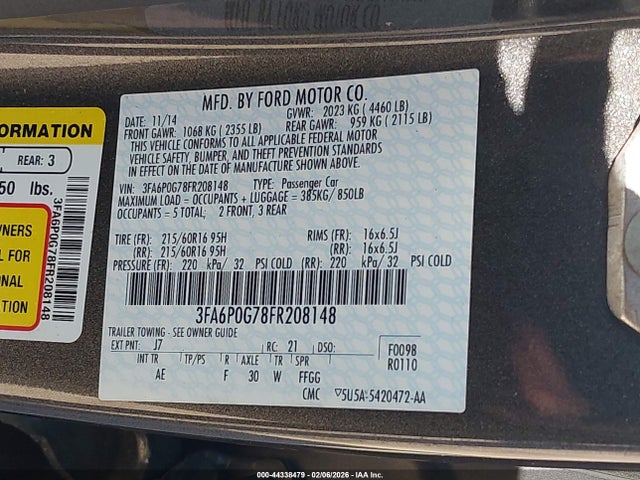 MFD. BY FORD MOTOR CO.
DATE: 11/14 GVWR: 2023 KG ( 4460 LB)
FRONT GAWR: 1068 KG ( 2355 LB) REAR GAWR: 959 KG ( 2115 LB)
THIS VEHICLE CONFORMS TO ALL APPLICABLE FEDERAL MOTOR
VEHICLE SAFETY, BUMPER, AND THEFT PREVENTION STANDARDS
IN EFFECT ON THE DATE OF MANUFACTURE SHOWN ABOVE.
VIN: 3FA6P0G78FR208148 TYPE: Passenger Car
MAXIMUM LOAD = OCCUPANTS + LUGGAGE = 385KG/ 850LB
OCCUPANTS = 5 TOTAL, 2 FRONT, 3 REAR
TIRE (FR): 215/60R16 95H RIMS (FR): 16x6.5J
(RR): 215/60R16 95H (RR): 16x6.5J
PRESSURE (FR): 220 kPa/ 32 PSI COLD (RR): 220 kPa/ 32 PSI COLD
3FA6P0G78FR208148
TRAILER TOWING - SEE OWNER GUIDE
EXT PNT: J7 RC: 21 DSO: F0098
R0110
INT TR TP/PS R AXLE TR SPR
AE F 30 W FFGG
CMC 5U5A-5420472-AA
FORMATION
REAR: 3
50 lbs.
WNERS
L FOR
ONAL
ON
3FA6P0G78FR208148
000-44338479 - 02/06/2026 - IAA Inc.